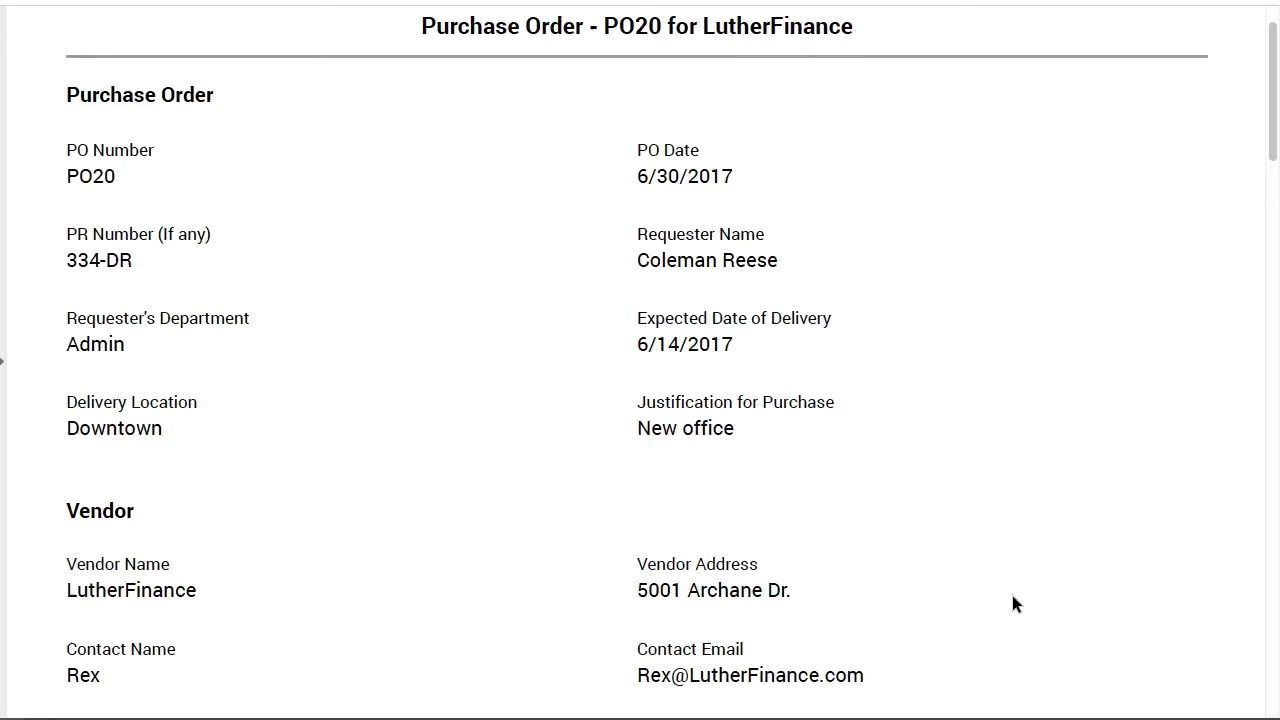 Purchase Order - PO20 for LutherFinance
Purchase Order
PO Number
PO Date
PO20
6/30/2017
PR Number (If any)
Requester Name
334-DR
Coleman Reese
Requester's Department
Expected Date of Delivery
Admin
6/14/2017
Delivery Location
Justification for Purchase
Downtown
New office
Vendor
Vendor Name
Vendor Address
LutherFinance
5001 Archane Dr.
Contact Name
Contact Email
Rex
Rex@LutherFinance.com